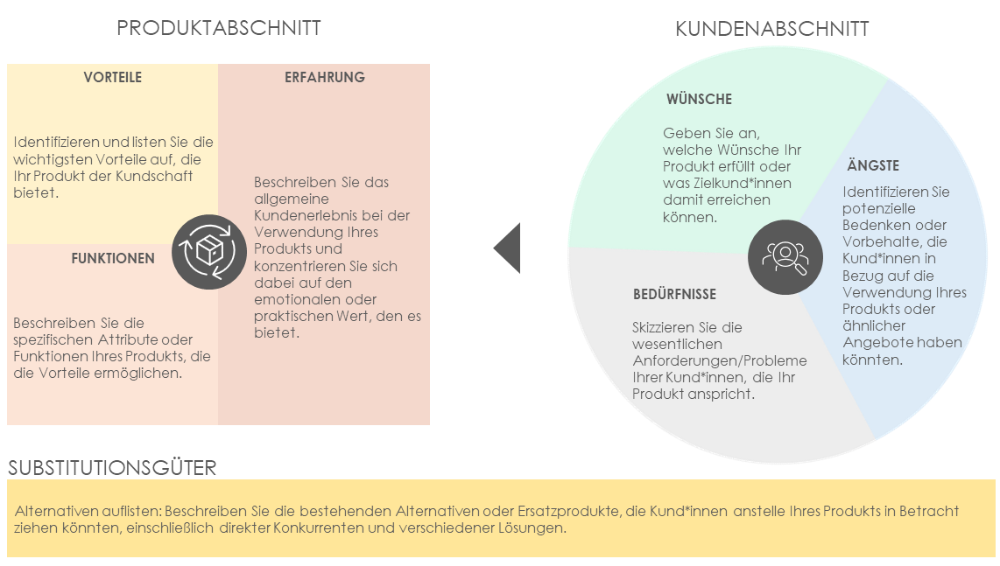 PRODUKTABSCHNITT
VORTEILE
Identifizieren und listen Sie die
wichtigsten Vorteile auf, die
Ihr Produkt der Kundschaft
bietet.
FUNKTIONEN
Beschreiben Sie die
spezifischen Attribute oder
Funktionen Ihres Produkts, die
die Vorteile ermöglichen.
ERFAHRUNG
Beschreiben Sie das
allgemeine
Kundenerlebnis bei der
Verwendung Ihres
Produkts und
konzentrieren Sie sich
dabei auf den
emotionalen oder
praktischen Wert, den es
bietet.
KUNDENABSCHNITT
WÜNSCHE
Geben Sie an,
welche Wünsche Ihr
Produkt erfüllt oder
was Zielkund*innen
damit erreichen
können.
ÄNGSTE
Identifizieren Sie
potenzielle
Bedenken oder
Vorbehalte, die
Kund*innen in
Bezug auf die
Verwendung Ihres
Produkts oder
ähnlicher
Angebote haben
könnten.
BEDÜRFNISSE
Skizzieren Sie die
wesentlichen
Anforderungen/Probleme
Ihrer Kund*innen, die Ihr
Produkt anspricht.
SUBSTITUTIONSGÜTER
Alternativen auflisten: Beschreiben Sie die bestehenden Alternativen oder Ersatzprodukte, die Kund*innen anstelle Ihres Produkts in Betracht
ziehen könnten, einschließlich direkter Konkurrenten und verschiedener Lösungen.